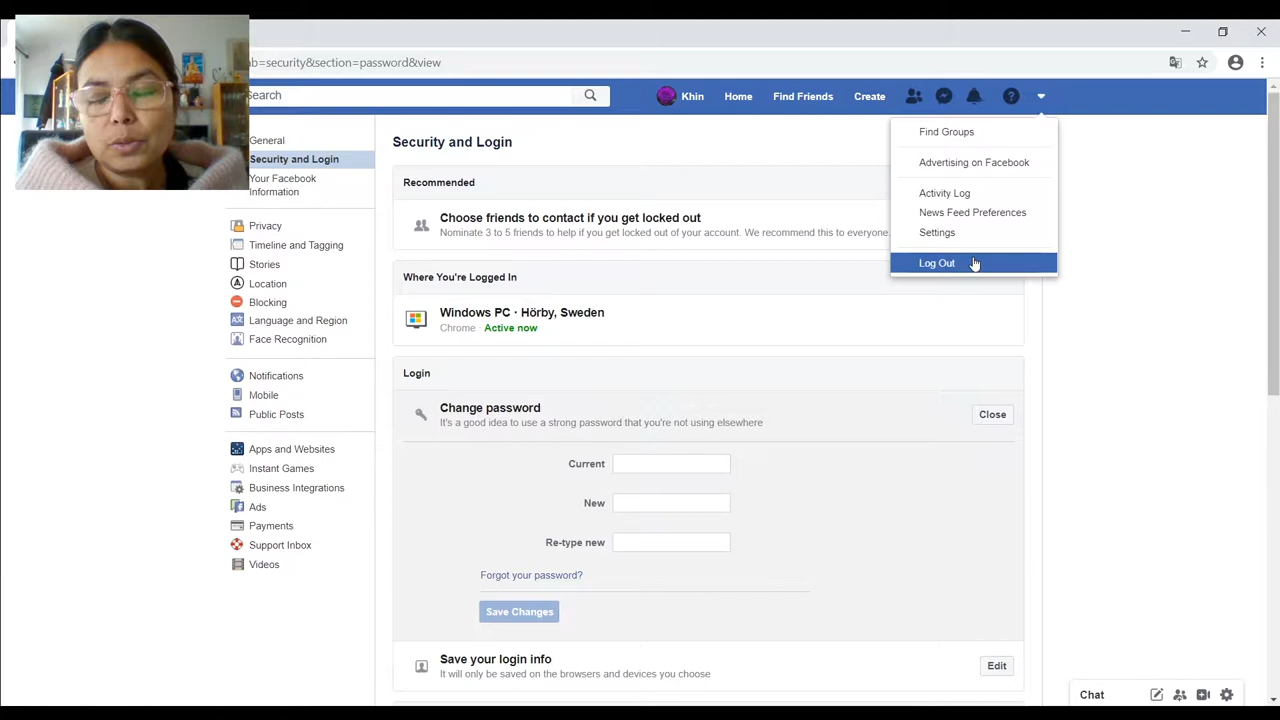 b=security&section=password&view
Search
Khin
Home
Find Friends
Create
Find Groups
Advertising on Facebook
Activity Log
News Feed Preferences
Settings
Log Out
General
Security and Login
Your Facebook
Information
Privacy
Timeline and Tagging
Stories
Location
Blocking
Language and Region
Face Recognition
Notifications
Mobile
Public Posts
Apps and Websites
Instant Games
Business Integrations
Ads
Payments
Support Inbox
Videos
Security and Login
Recommended
Choose friends to contact if you get locked out
Nominate 3 to 5 friends to help if you get locked out of your account. We recommend this to everyone.
Where You're Logged In
Windows PC · Hörby, Sweden
Chrome · Active now
Login
Change password
It's a good idea to use a strong password that you're not using elsewhere
Close
Current
New
Re-type new
Forgot your password?
Save Changes
Save your login info
It will only be saved on the browsers and devices you choose
Edit
Chat